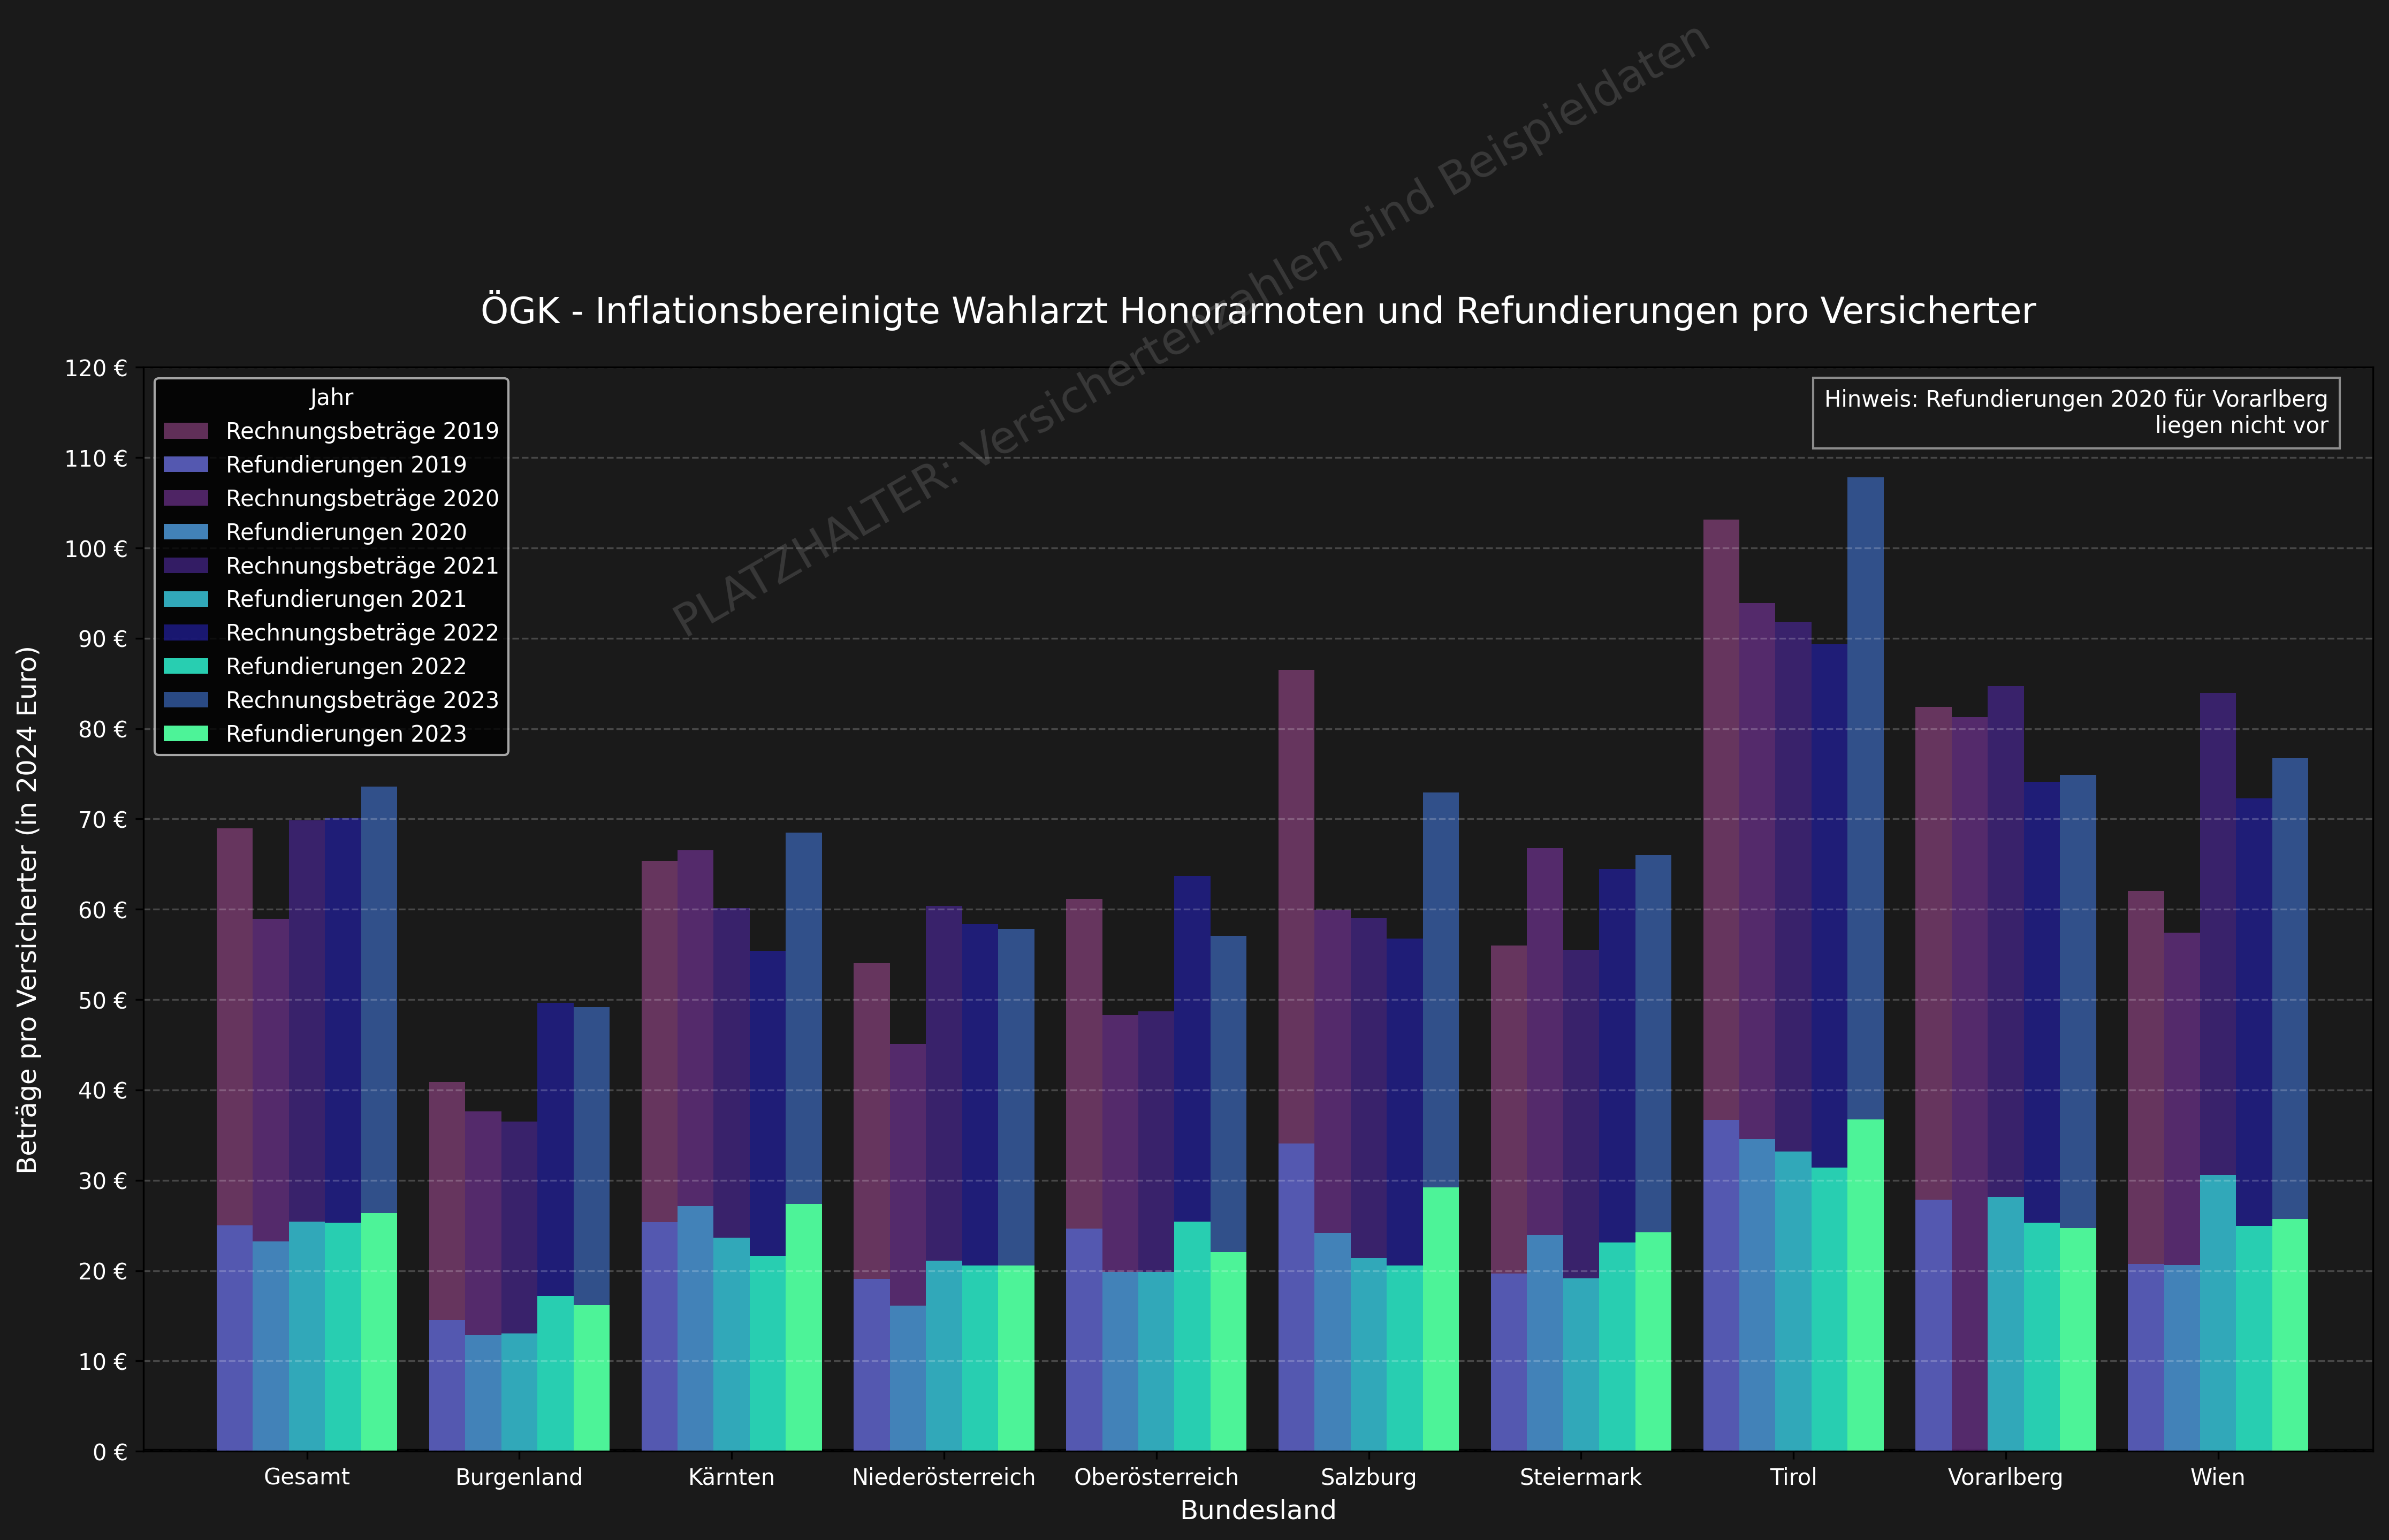 PLATZHALTER: Versichertenzahlen sind Beispieldaten
ÖGK - Inflationsbereinigte Wahlarzt Honorarnoten und Refundierungen pro Versicherter
Beträge pro Versicherter (in 2024 Euro)
120 €
110 €
100 €
90 €
80 €
70 €
60 €
50 €
40 €
30 €
20 €
10 €
0 €
Jahr
Rechnungsbeträge 2019
Refundierungen 2019
Rechnungsbeträge 2020
Refundierungen 2020
Rechnungsbeträge 2021
Refundierungen 2021
Rechnungsbeträge 2022
Refundierungen 2022
Rechnungsbeträge 2023
Refundierungen 2023
Hinweis: Refundierungen 2020 für Vorarlberg
liegen nicht vor
Gesamt
Burgenland
Kärnten
Niederösterreich
Oberösterreich
Salzburg
Steiermark
Tirol
Vorarlberg
Wien
Bundesland